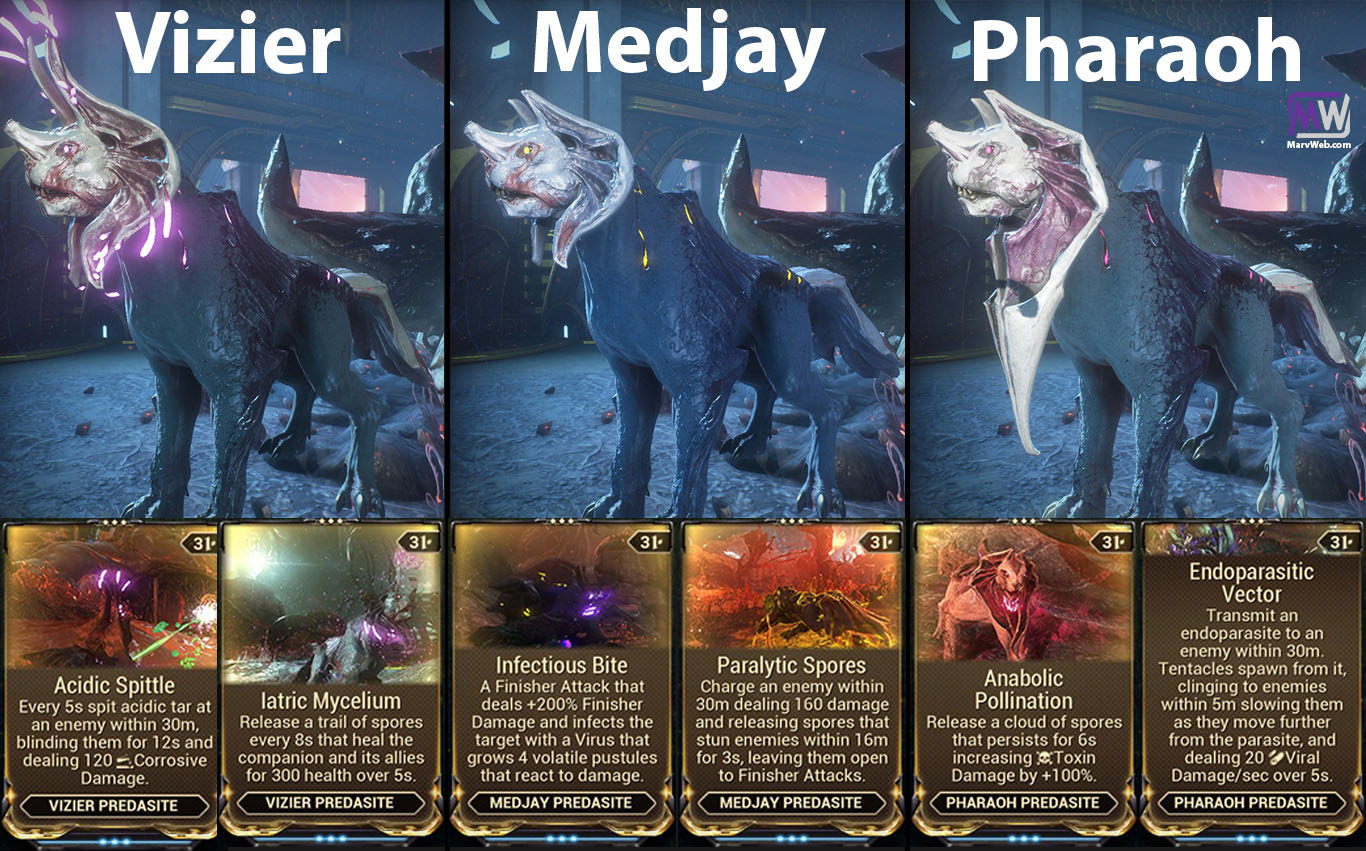 Vizier
Medjay
Pharaoh
MW
MarvWeb.com
31
Acidic Spittle
Every 5s spit acidic tar at
an enemy within 30m,
blinding them for 12s and
dealing 120 Corrosive
Damage.
VIZIER PREDASITE
31
Iatric Mycelium
Release a trail of spores
every 8s that heal the
companion and its allies
for 300 health over 5s.
VIZIER PREDASITE
31
Infectious Bite
A Finisher Attack that
deals +200% Finisher
Damage and infects the
target with a Virus that
grows 4 volatile pustules
that react to damage.
MEDJAY PREDASITE
31
Paralytic Spores
Charge an enemy within
30m dealing 160 damage
and releasing spores that
stun enemies within 16m
for 3s, leaving them open
to Finisher Attacks.
MEDJAY PREDASITE
31
Anabolic
Pollination
Release a cloud of spores
that persists for 6s
increasing Toxin
Damage by +100%.
PHARAOH PREDASITE
31
Endoparasitic
Vector
Transmit an
endoparasite to an
enemy within 30m.
Tentacles spawn from it,
clinging to enemies
within 5m slowing them
as they move further
from the parasite, and
dealing 20 Viral
Damage/sec over 5s.
PHARAOH PREDASITE